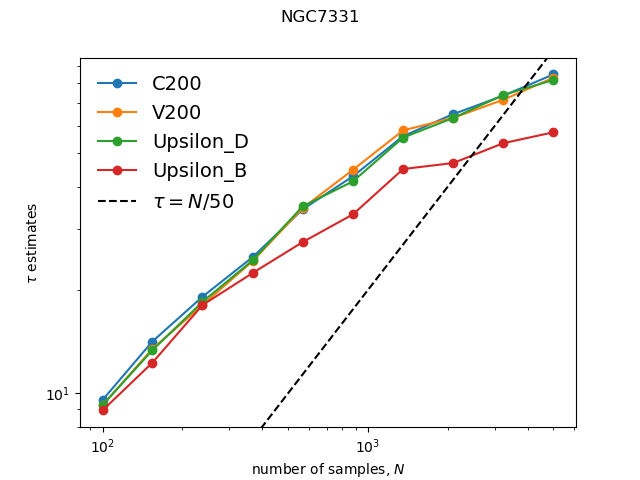 NGC7331
C200
V200
Upsilon_D
Upsilon_B
τ = N/50
τ estimates
10¹
10² 10³
number of samples, N